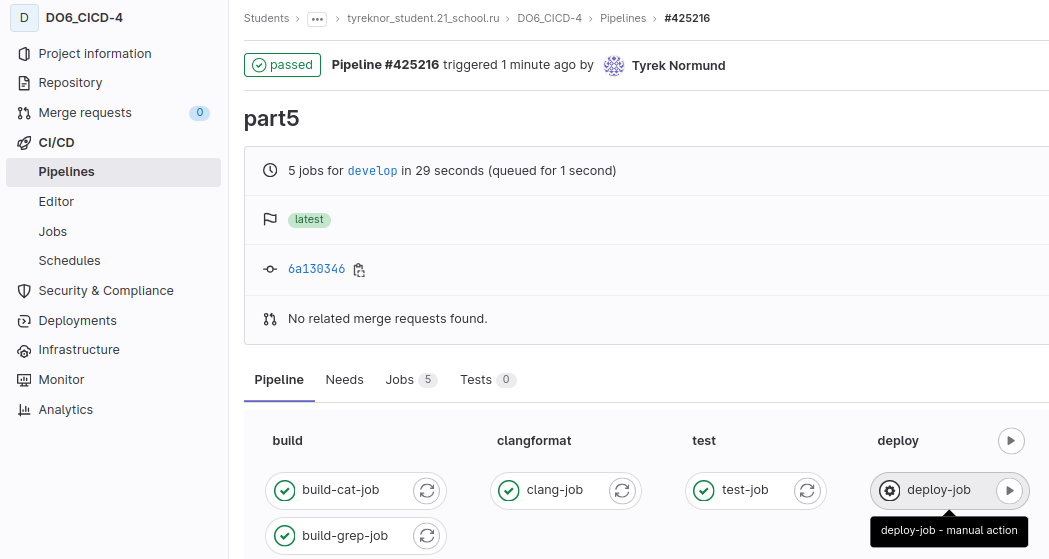 D DO6_CICD-4
Project information
Repository
Merge requests 0
CI/CD
Pipelines
Editor
Jobs
Schedules
Security & Compliance
Deployments
Infrastructure
Monitor
Analytics
Students › ... › tyreknor_student.21_school.ru › DO6_CICD-4 › Pipelines › #425216
passed Pipeline #425216 triggered 1 minute ago by Tyrek Normund
part5
5 jobs for develop in 29 seconds (queued for 1 second)
latest
6a130346
No related merge requests found.
Pipeline Needs Jobs 5 Tests 0
build clangformat test deploy
build-cat-job clang-job test-job deploy-job
deploy-job - manual action
build-grep-job